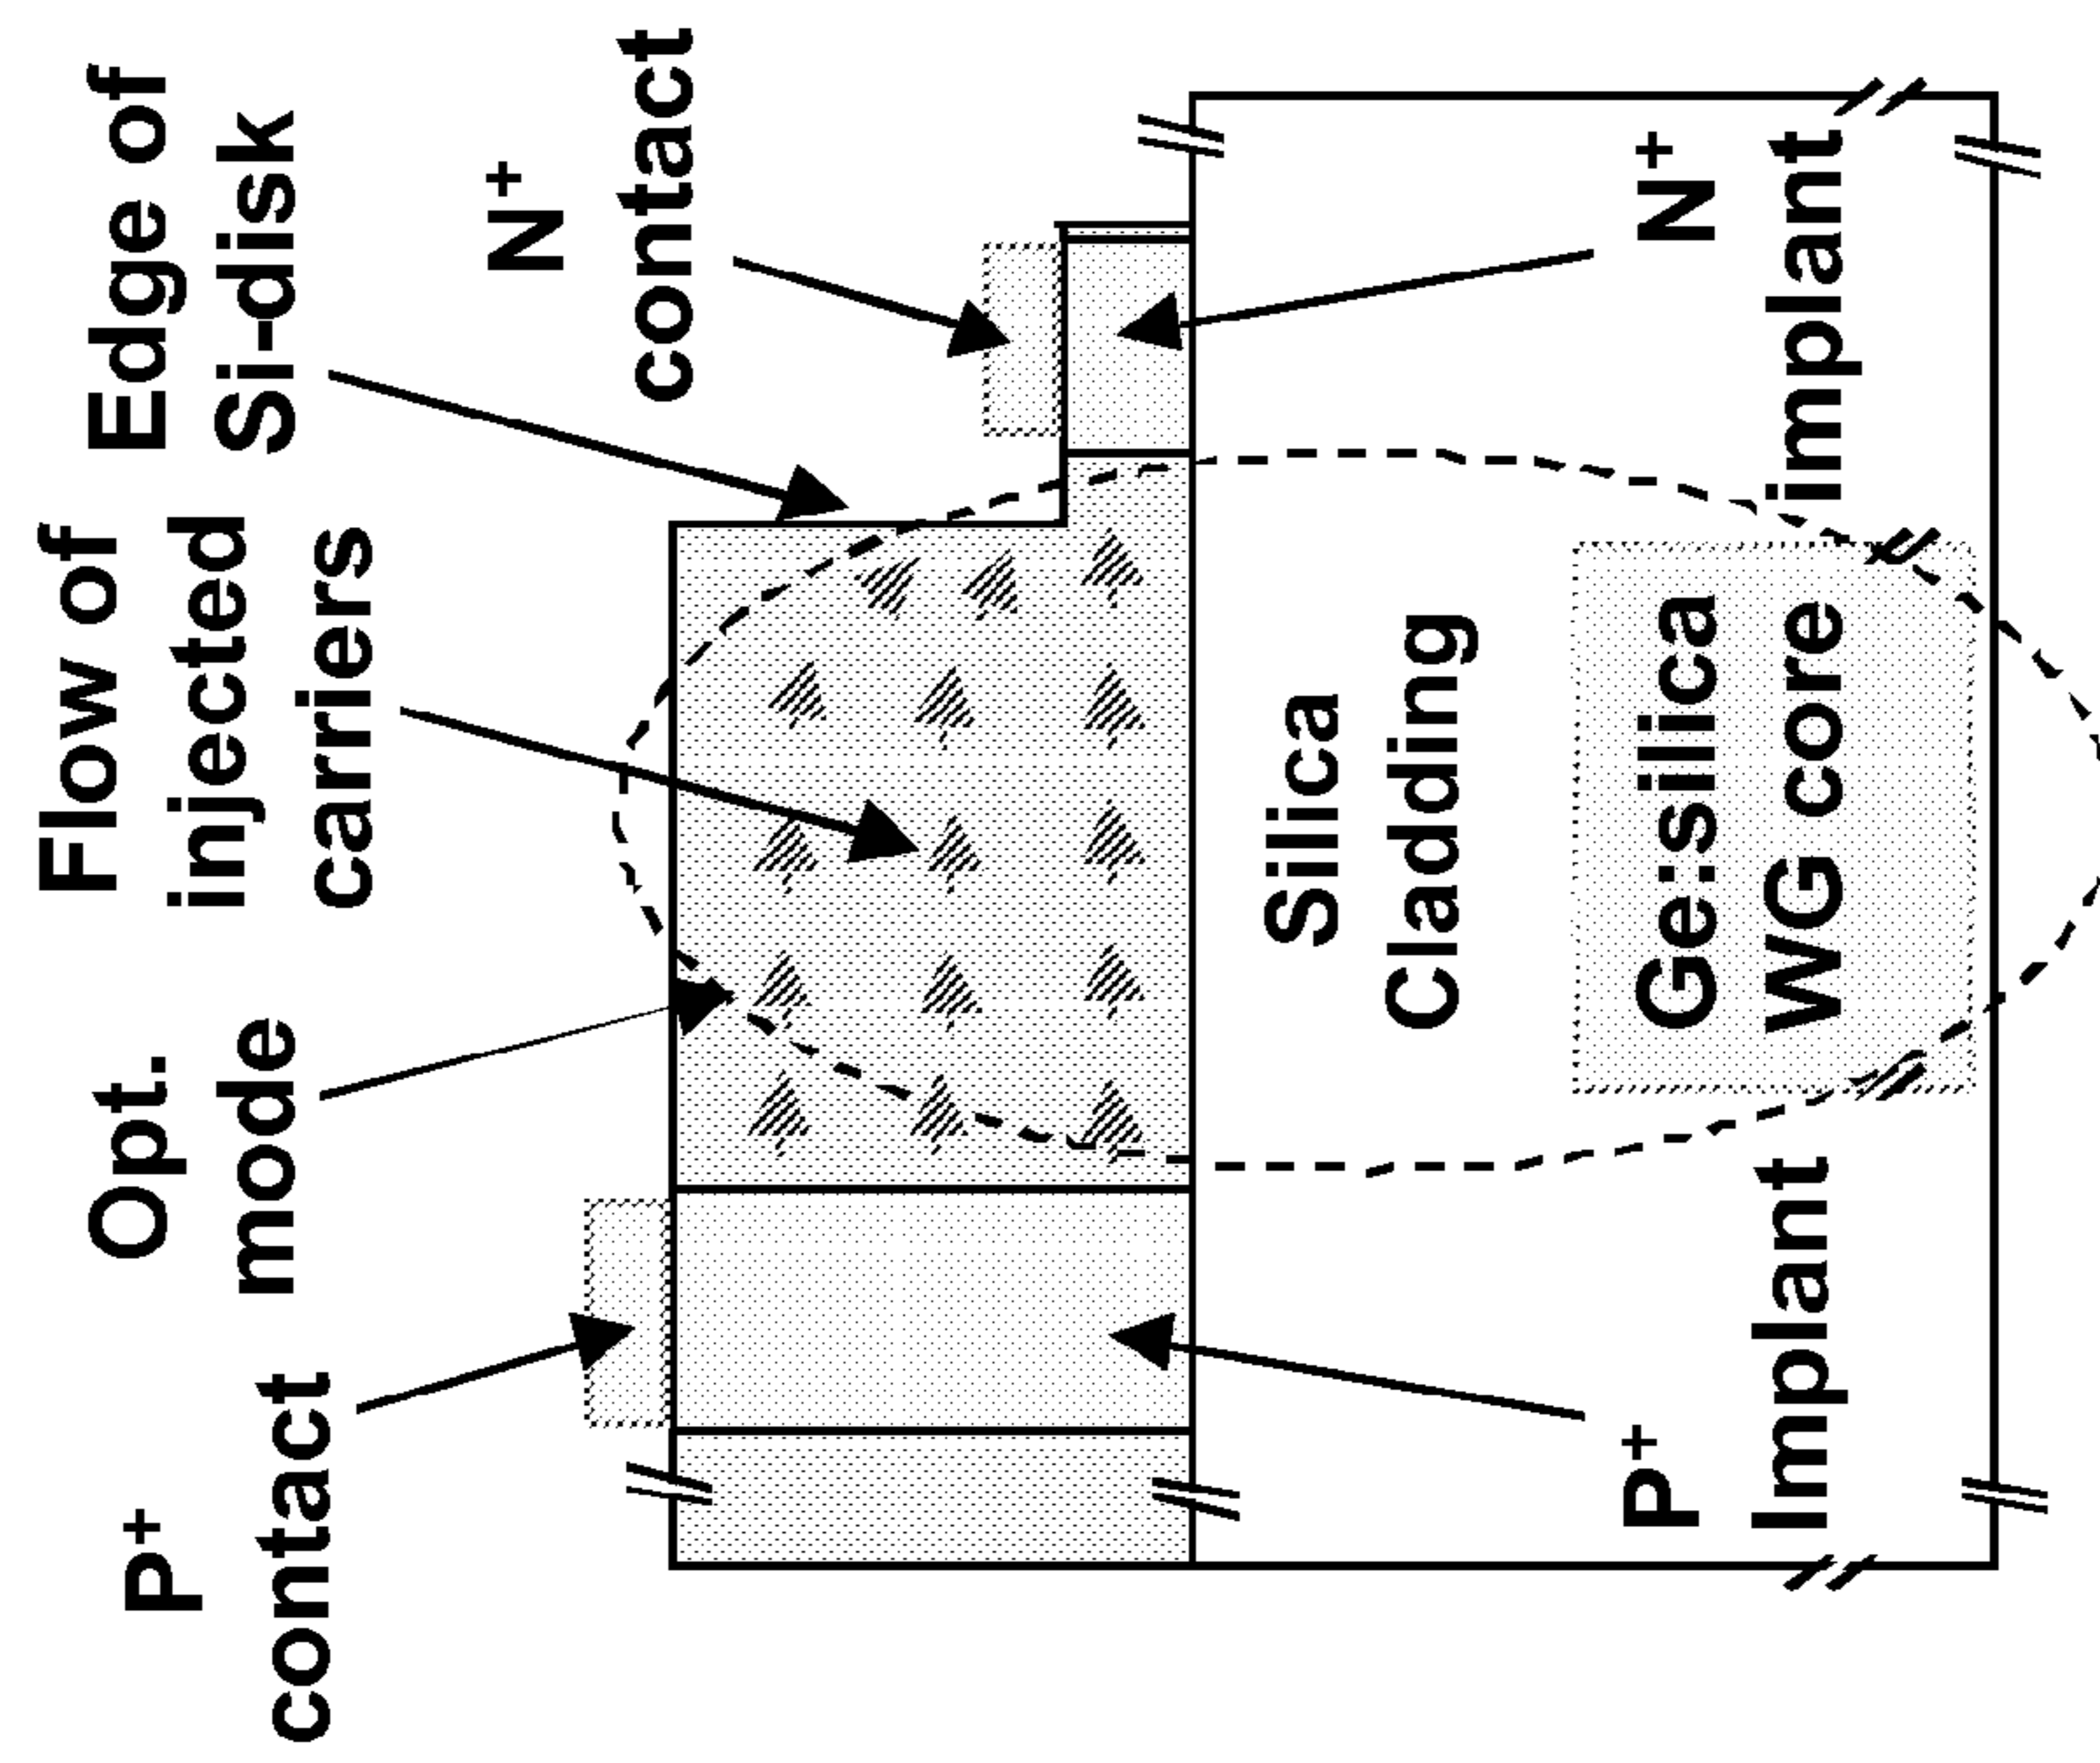 P⁺
contact
Opt.
mode
Flow of
injected
carriers
Edge of
Si-disk
N⁺
contact
Silica
Cladding
Ge:silica
WG core
P⁺
Implant
N⁺
implant